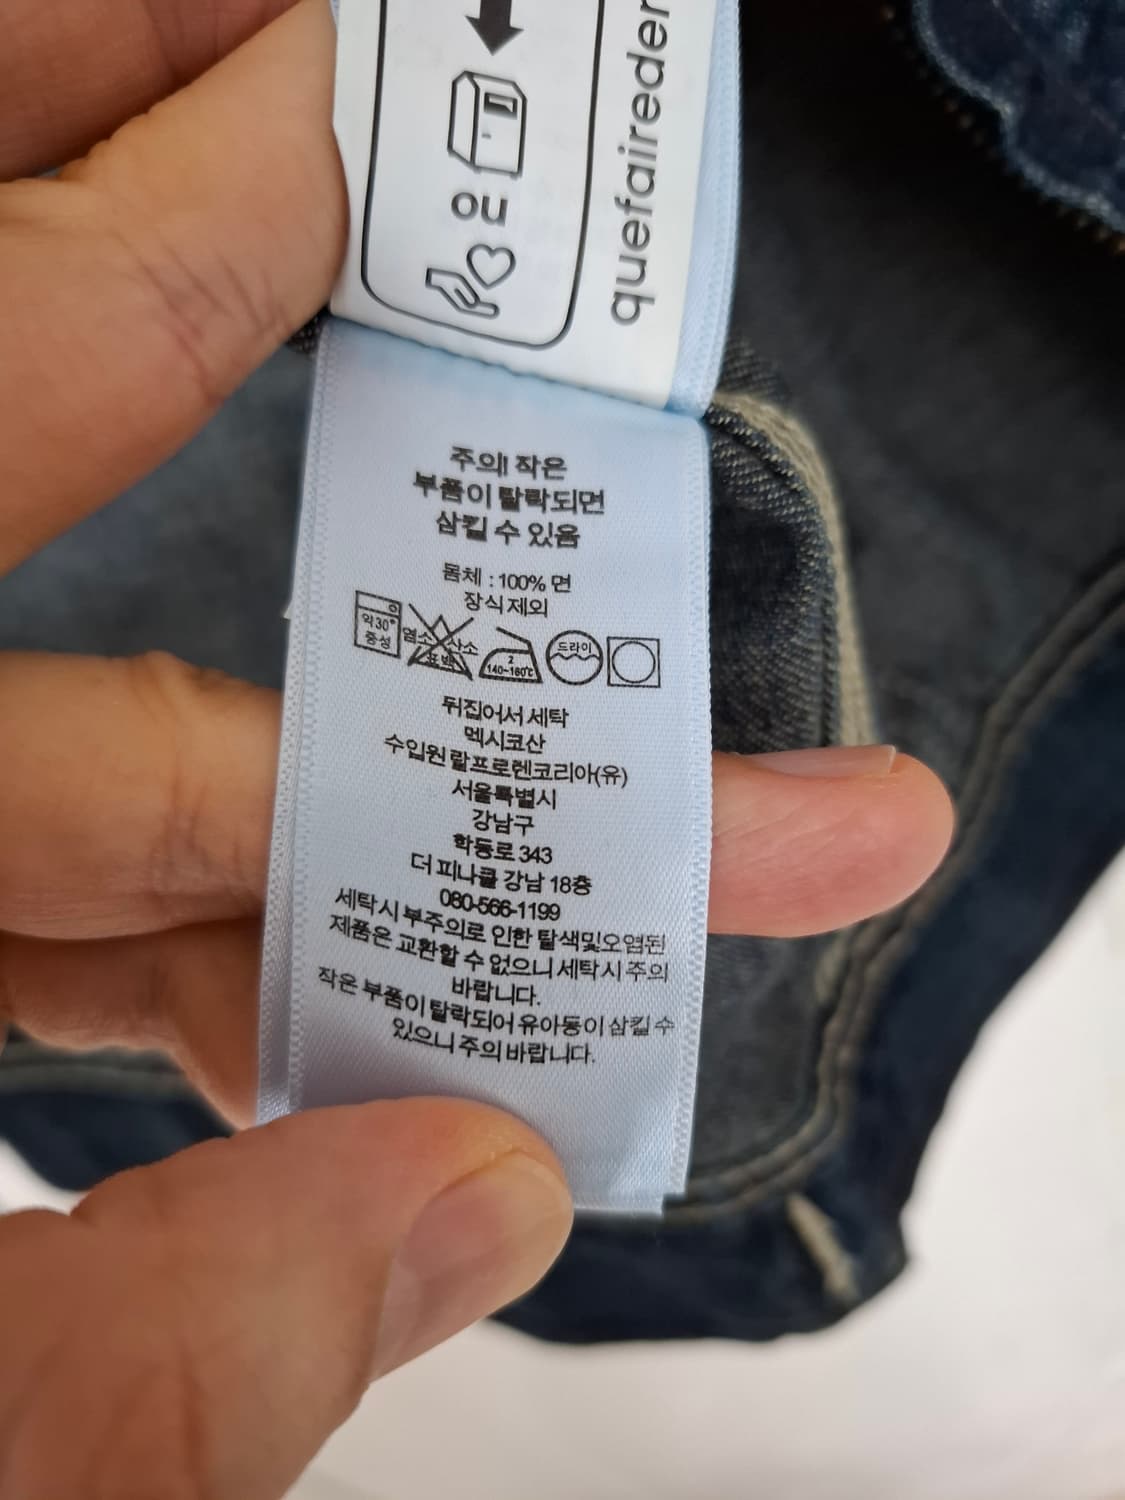 OU
quefaireder
주의! 작은
부품이 탈락되면
삼킬 수 있음
몸체 : 100% 면
장식제외
약30°
중성
염소 산소
표백
2
140~160℃
드라이
뒤집어서 세탁
멕시코산
수입원 랄프로렌코리아(유)
서울특별시
강남구
학동로 343
더 피나클 강남 18층
080-566-1199
세탁시 부주의로 인한 탈색및오염된
제품은 교환할 수 없으니 세탁시 주의
바랍니다.
작은 부품이 탈락되어 유아동이 삼킬 수
있으니 주의 바랍니다.